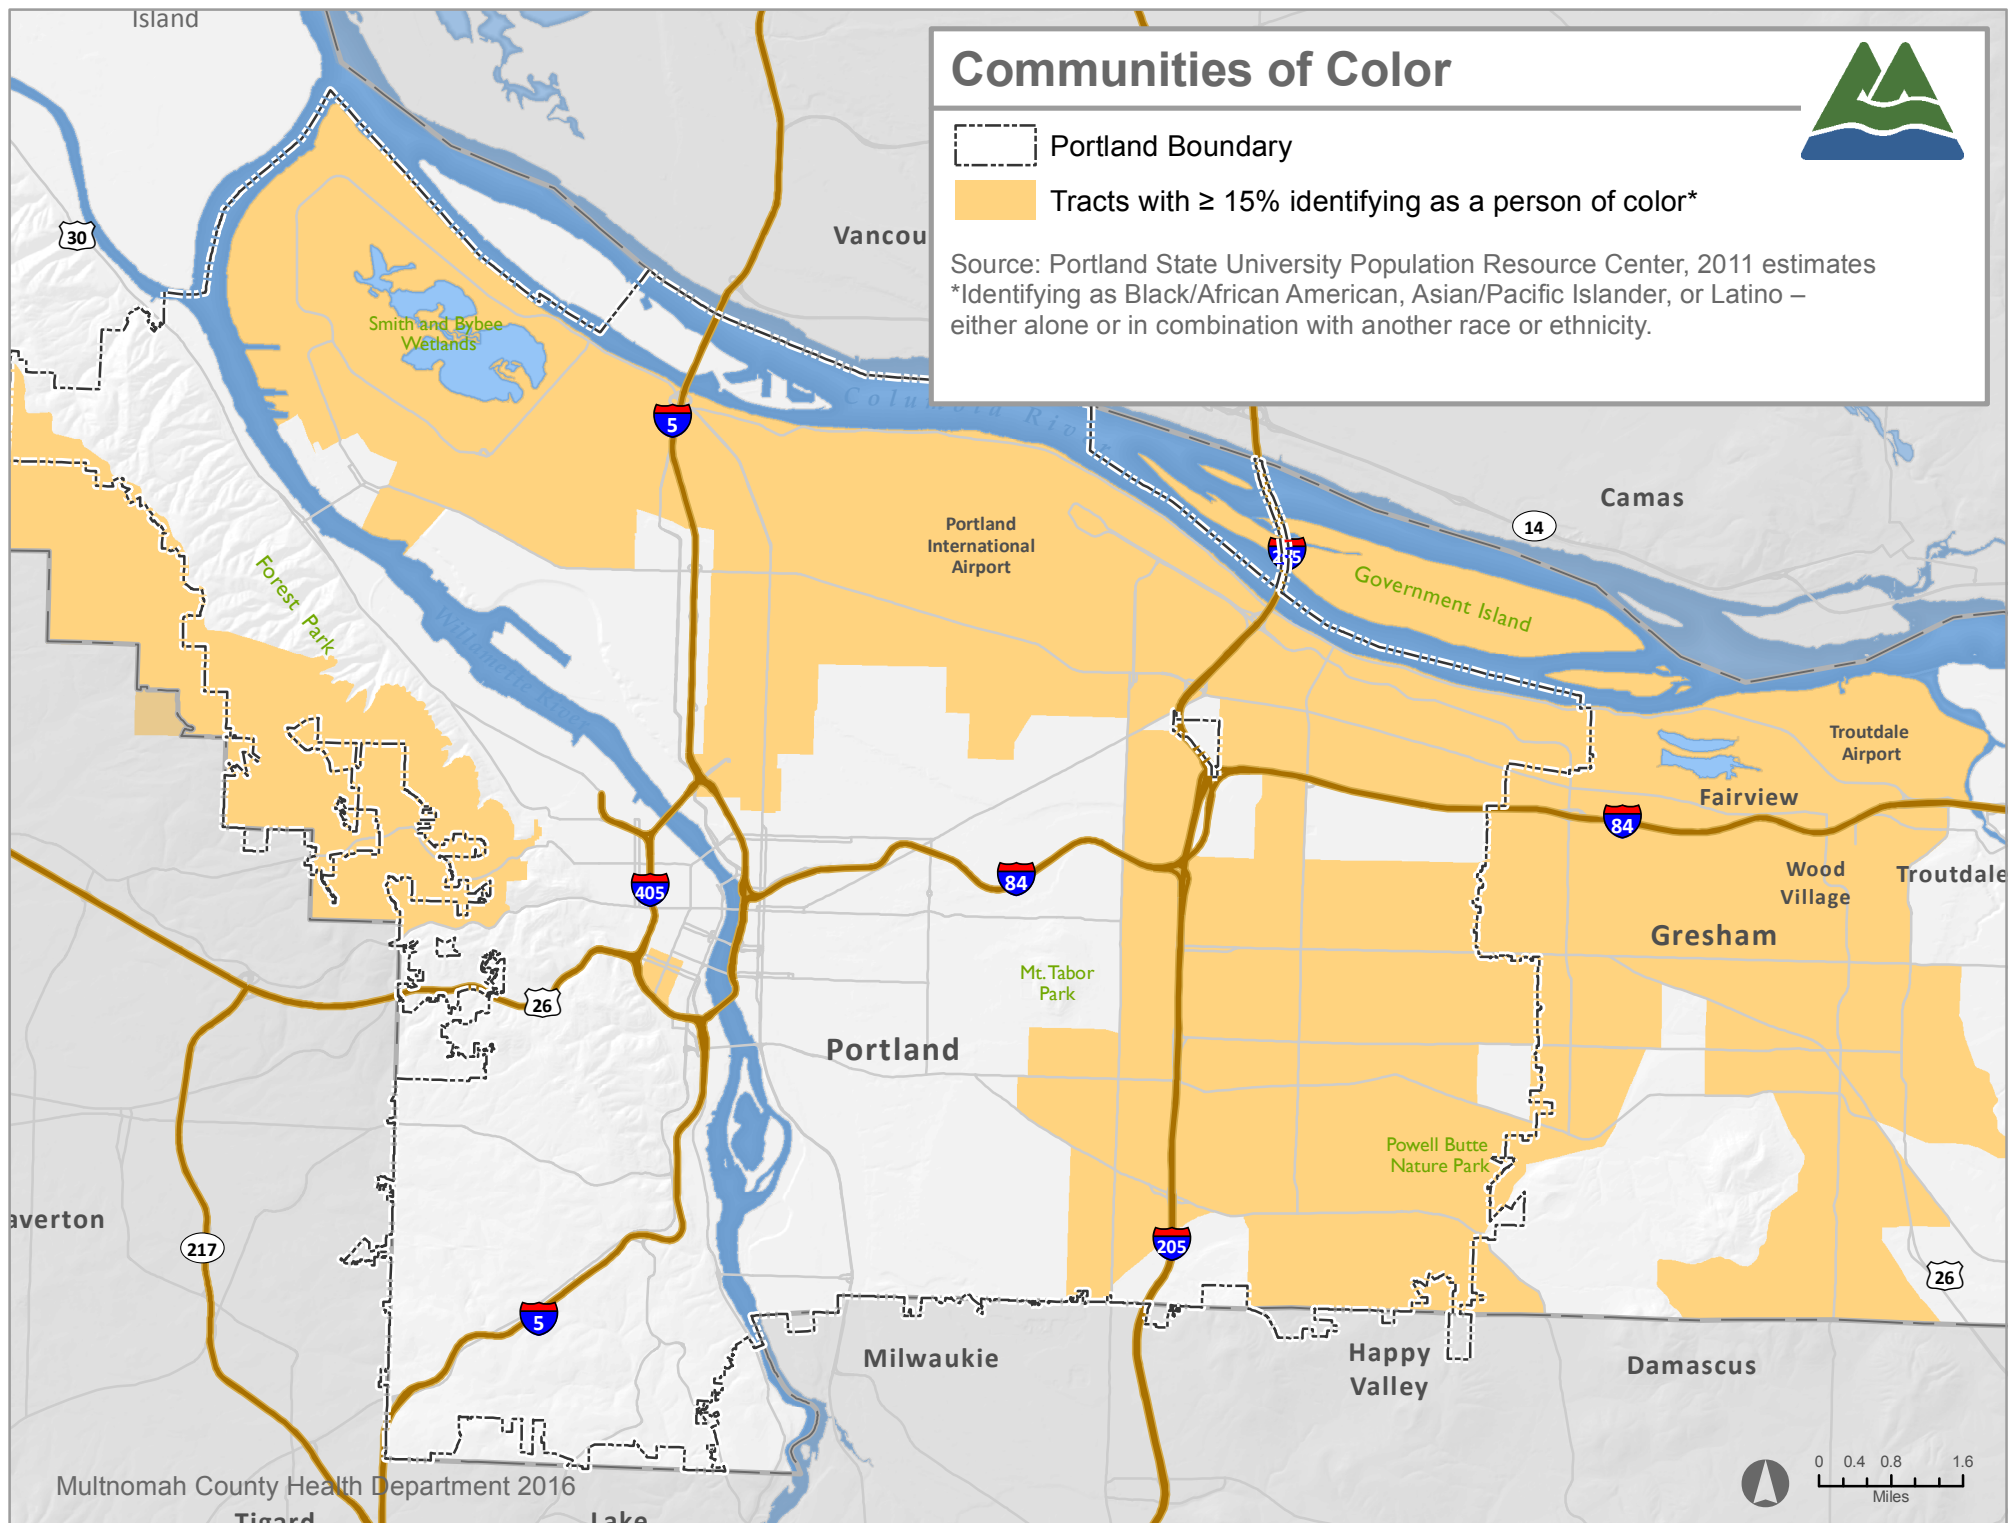 Island
Communities of Color
Portland Boundary
Tracts with ≥ 15% identifying as a person of color*
Source: Portland State University Population Resource Center, 2011 estimates
*Identifying as Black/African American, Asian/Pacific Islander, or Latino –
either alone or in combination with another race or ethnicity.
30
Vancou
Smith and Bybee
Wetlands
Columbia River
5
Camas
14
Portland
International
Airport
205
Government Island
Forest Park
Willamette River
Troutdale
Airport
Fairview
84
Wood
Village
Troutdale
84
405
Gresham
Mt. Tabor
Park
26
Portland
Powell Butte
Nature Park
averton
217
205
26
5
Milwaukie
Happy
Valley
Damascus
0 0.4 0.8 1.6
Miles
Multnomah County Health Department 2016
Tigard
Lake